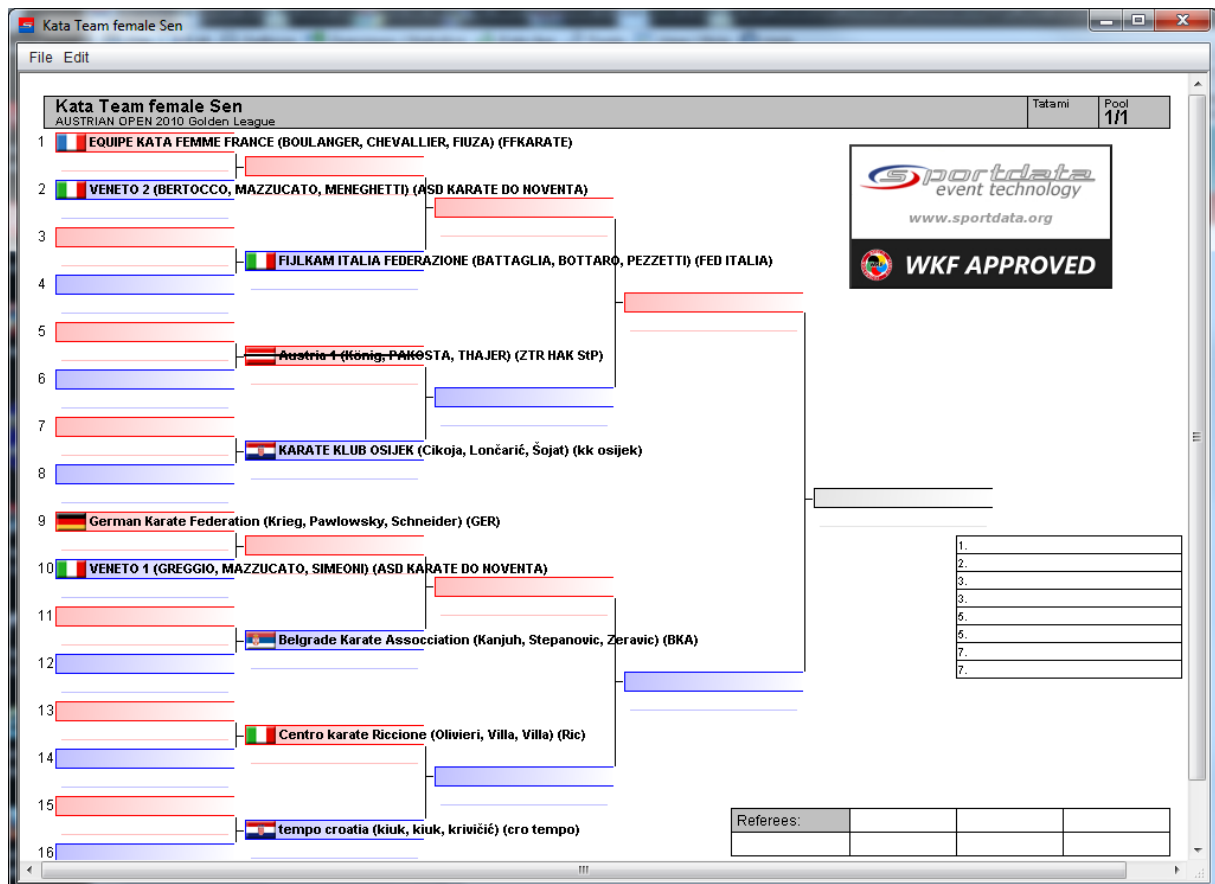 Kata Team female Sen
File Edit
Kata Team female Sen
AUSTRIAN OPEN 2010 Golden League
Tatami
Pool
1/1
1 EQUIPE KATA FEMME FRANCE (BOULANGER, CHEVALLIER, FIUZA) (FFKARATE)
sportdata
event technology
www.sportdata.org
WKF APPROVED
2 VENETO 2 (BERTOCCO, MAZZUCATO, MENEGHETTI) (ASD KARATE DO NOVENTA)
3
FIJLKAM ITALIA FEDERAZIONE (BATTAGLIA, BOTTARO, PEZZETTI) (FED ITALIA)
4
5
Austria 1 (König, PAKOSTA, THAJER) (ZTR HAK StP)
6
7
KARATE KLUB OSIJEK (Cikoja, Lončarić, Šojat) (kk osijek)
8
9 German Karate Federation (Krieg, Pawlowsky, Schneider) (GER)
10 VENETO 1 (GREGGIO, MAZZUCATO, SIMEONI) (ASD KARATE DO NOVENTA)
11
Belgrade Karate Assocciation (Kanjuh, Stepanovic, Zeravic) (BKA)
12
13
Centro karate Riccione (Olivieri, Villa, Villa) (Ric)
14
15
tempo croatia (kiuk, kiuk, krivičić) (cro tempo)
16
1.
2.
3.
3.
5.
5.
7.
7.
Referees: